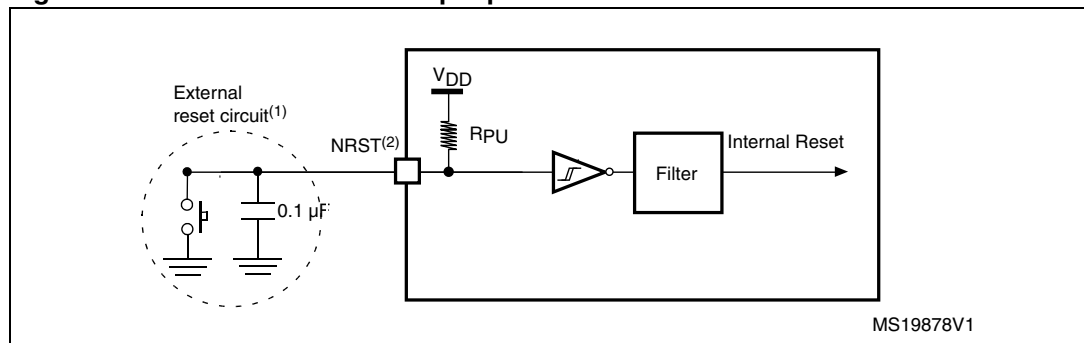 External
reset circuit(1)
NRST(2)
VDD
RPU
0.1 µF
Filter
Internal Reset
MS19878V1